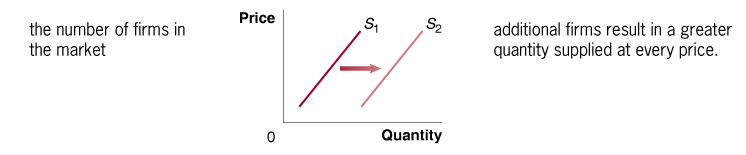 the number of firms in
the market
Price
S1
S2
0
Quantity
additional firms result in a greater
quantity supplied at every price.